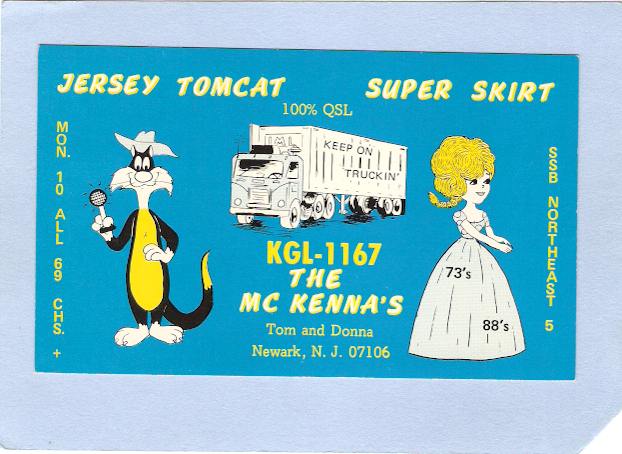 JERSEY TOMCAT
SUPER SKIRT
100% QSL
MON. 10 ALL 69 CHS. +
KEEP ON
TRUCKIN'
SSB NORTHEAST 5
KGL-1167
THE
MC KENNA'S
Tom and Donna
Newark, N. J. 07106
73's
88's